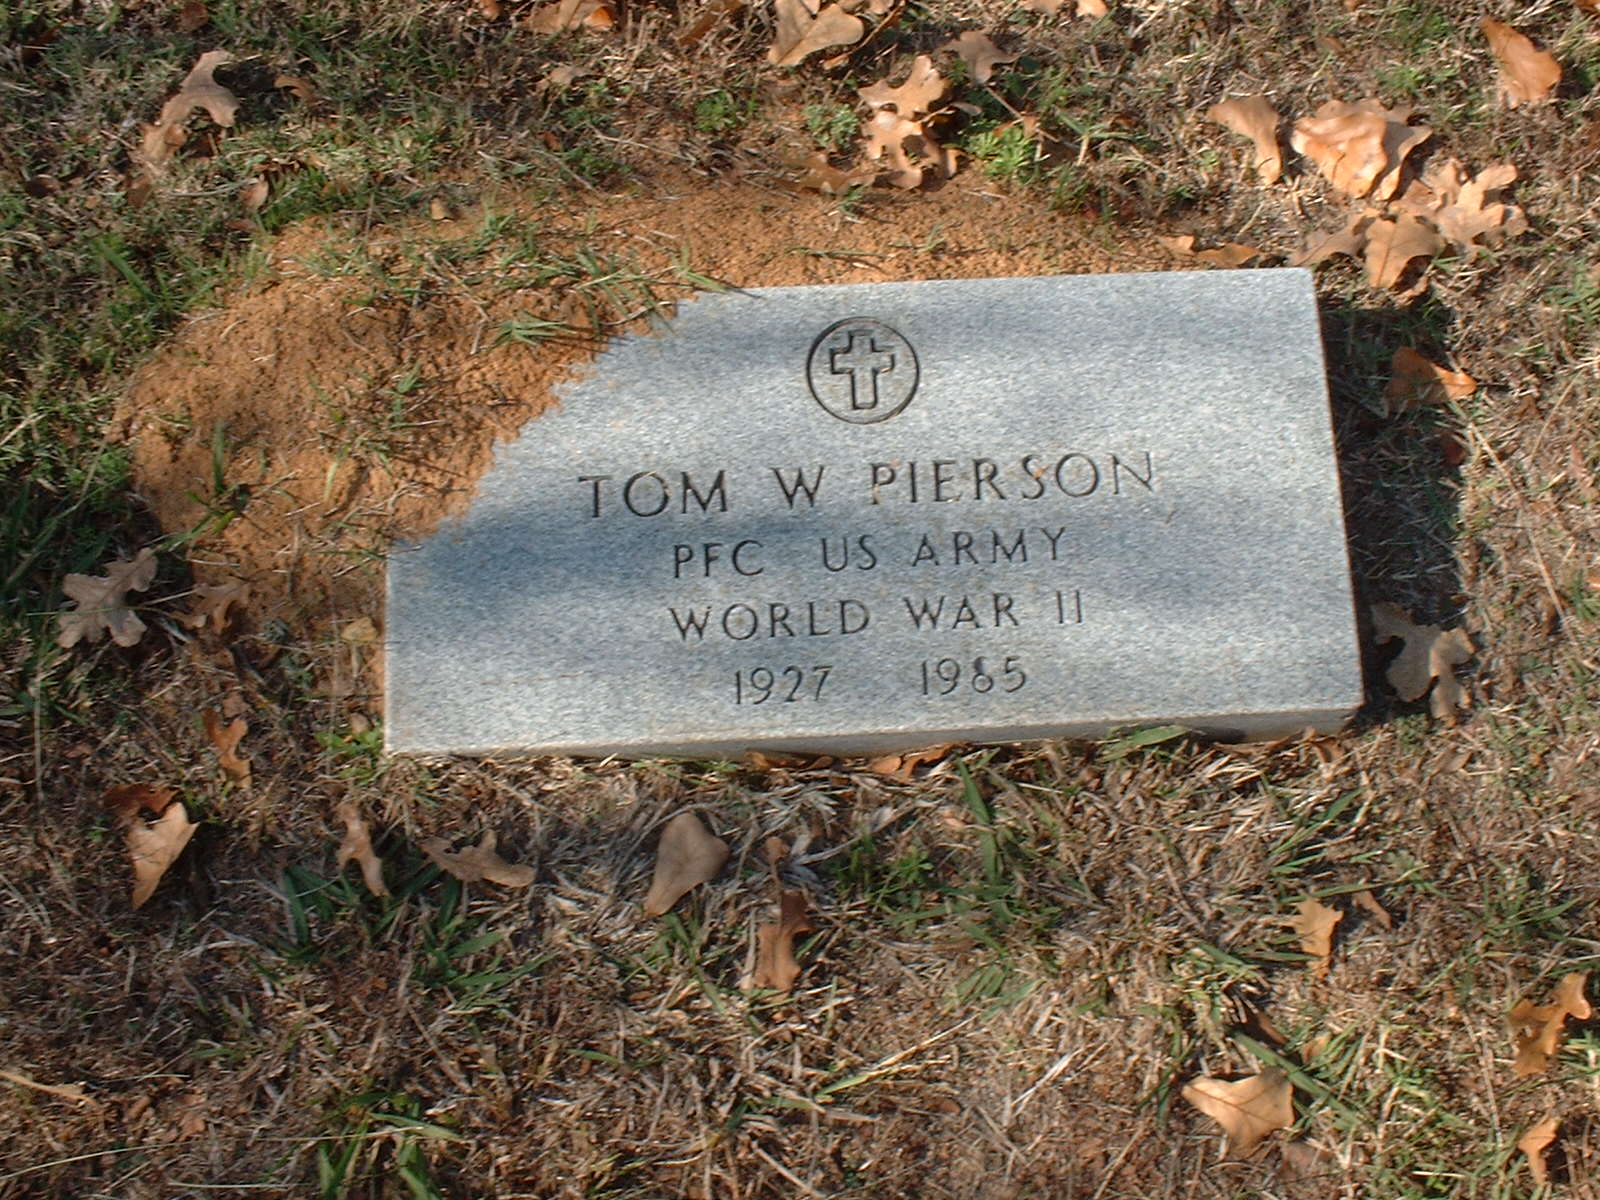 TOM W PIERSON
PFC US ARMY
WORLD WAR II
1927 1985